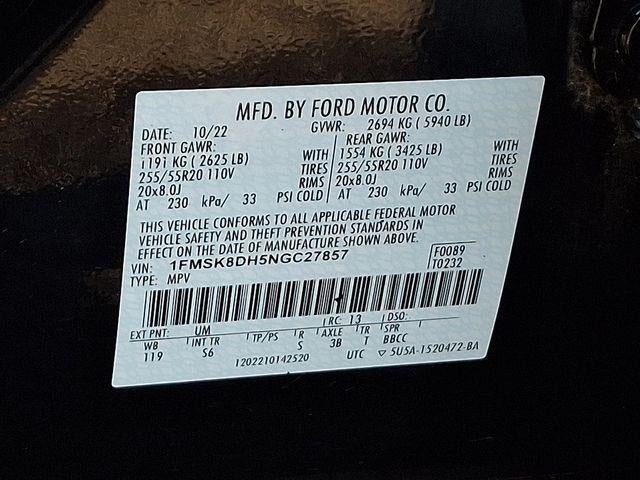 MFD. BY FORD MOTOR CO.
DATE: 10/22 GVWR: 2694 KG ( 5940 LB)
FRONT GAWR: REAR GAWR:
1191 KG ( 2625 LB) WITH 1554 KG ( 3425 LB) WITH
255/55R20 110V TIRES 255/55R20 110V TIRES
20x8.0J RIMS 20x8.0J RIMS
AT 230 kPa/ 33 PSI COLD AT 230 kPa/ 33 PSI COLD
THIS VEHICLE CONFORMS TO ALL APPLICABLE FEDERAL MOTOR
VEHICLE SAFETY AND THEFT PREVENTION STANDARDS IN
EFFECT ON THE DATE OF MANUFACTURE SHOWN ABOVE.
VIN: 1FMSK8DH5NGC27857 F0089
TYPE: MPV T0232
EXT PNT: UM RC: 13 DSO:
WB INT TR TP/PS R AXLE TR SPR
119 S6 S 3B T BBCC
1202210142520 UTC ▽ 5U5A-1520472-BA